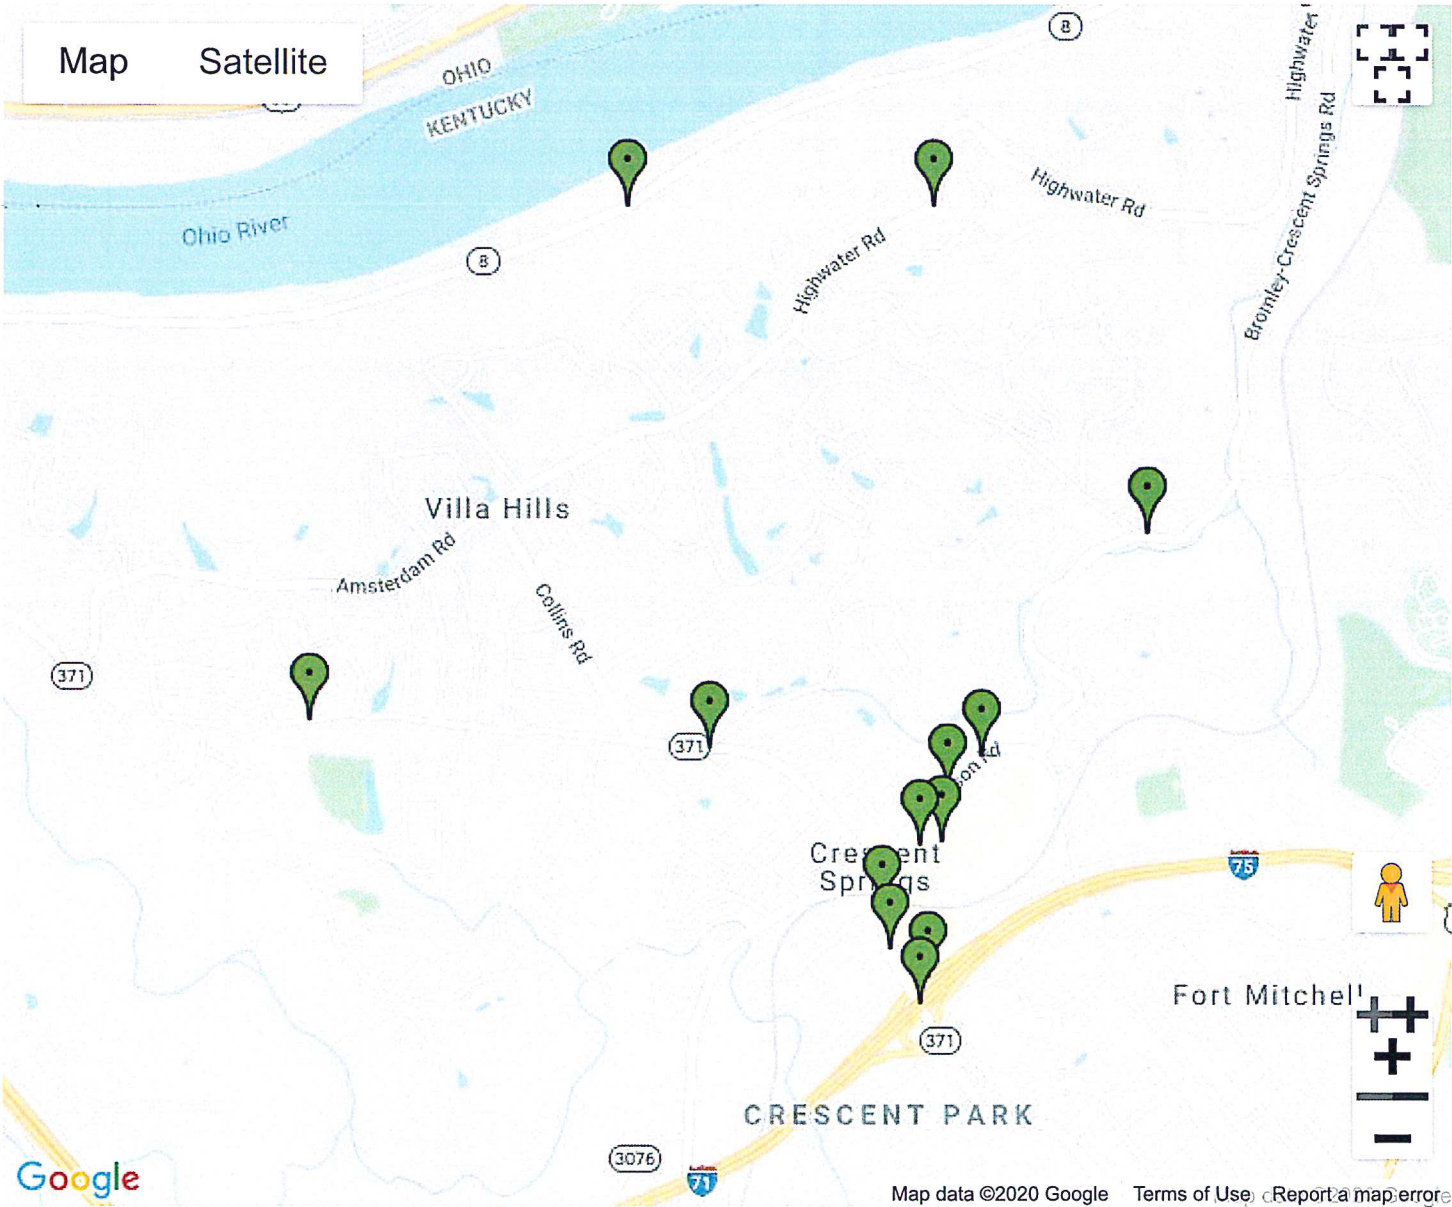 Map
Satellite
OHIO
KENTUCKY
8
Highwater
Bromley-Crescent Springs Rd
Highwater Rd
Ohio River
8
Highwater Rd
Villa Hills
Amsterdam Rd
Collins Rd
371
371
Crescent
Springs
75
Fort Mitchell
371
CRESCENT PARK
3076
71
Google
Map data ©2020 Google
Terms of Use
Report a map error